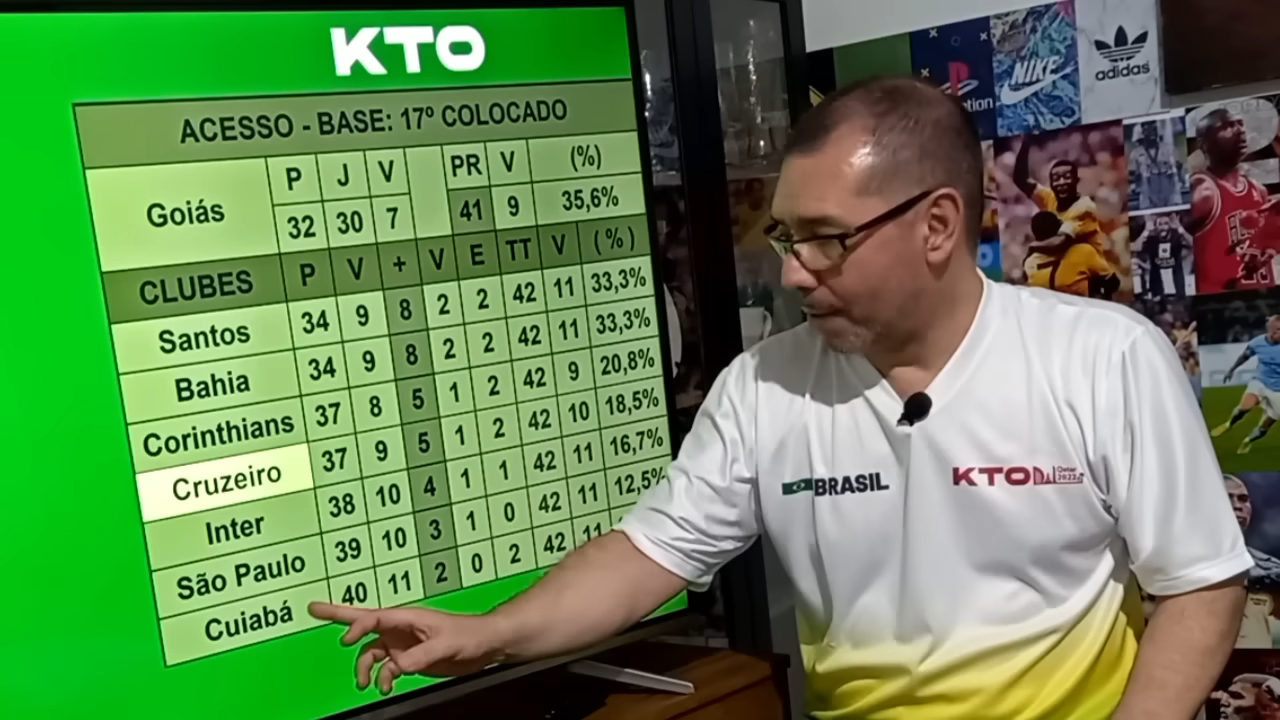 KTO
ACESSO - BASE: 17º COLOCADO
P J V PR V (%)
Goiás 32 30 7 41 9 35,6%
CLUBES P V + V E TT V (%)
Santos 34 9 8 2 2 42 11 33,3%
Bahia 34 9 8 2 2 42 11 33,3%
Corinthians 37 8 5 1 2 42 9 20,8%
Cruzeiro 37 9 5 1 2 42 10 18,5%
Inter 38 10 4 1 1 42 11 16,7%
São Paulo 39 10 3 1 0 42 11 12,5%
Cuiabá 40 11 2 0 2 42 11
NIKE
adidas
BRASIL
KTO
Qatar
2022